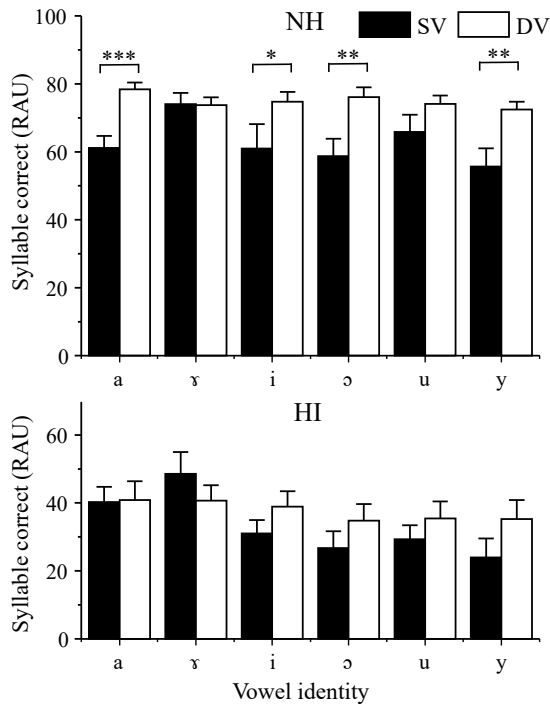 NH SV DV
100
80
60
40
20
0
Syllable correct (RAU)
*** * ** **
a ɤ i ɔ u y
HI
60
40
20
0
Syllable correct (RAU)
a ɤ i ɔ u y
Vowel identity